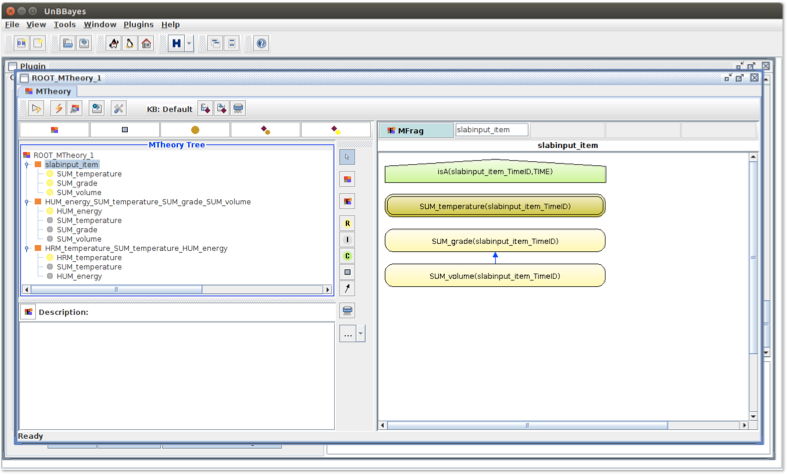 UnBBayes
File View Tools Window Plugins Help
Plugin
ROOT_MTheory_1
MTheory
KB: Default
MTheory Tree
ROOT_MTheory_1
slabinput_item
SUM_temperature
SUM_grade
SUM_volume
HUM_energy_SUM_temperature_SUM_grade_SUM_volume
HUM_energy
SUM_temperature
SUM_grade
SUM_volume
HRM_temperature_SUM_temperature_HUM_energy
HRM_temperature
SUM_temperature
HUM_energy
Description:
R
I
C
...
MFrag slabinput_item
slabinput_item
isA(slabinput_item_TimeID,TIME)
SUM_temperature(slabinput_item_TimeID)
SUM_grade(slabinput_item_TimeID)
SUM_volume(slabinput_item_TimeID)
Ready